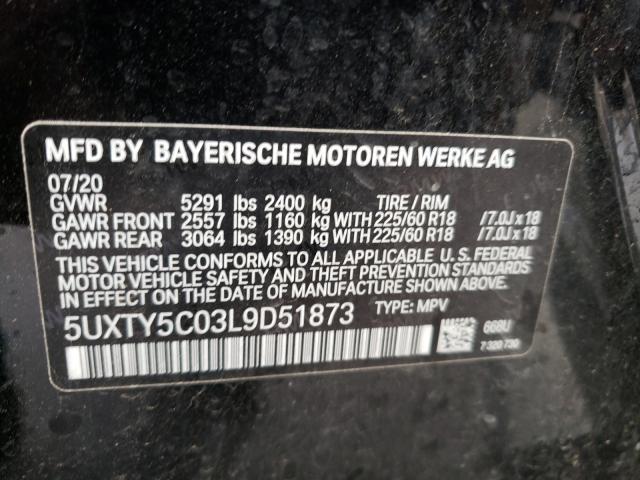 MFD BY BAYERISCHE MOTOREN WERKE AG
07/20
GVWR 5291 lbs 2400 kg TIRE / RIM
GAWR FRONT 2557 lbs 1160 kg WITH 225/60 R18 /7.0J x 18
GAWR REAR 3064 lbs 1390 kg WITH 225/60 R18 /7.0J x 18
THIS VEHICLE CONFORMS TO ALL APPLICABLE U. S. FEDERAL
MOTOR VEHICLE SAFETY AND THEFT PREVENTION STANDARDS
IN EFFECT ON THE DATE OF MANUFACTURE SHOWN ABOVE.
5UXTY5C03L9D51873 TYPE: MPV
668U
7 320 730